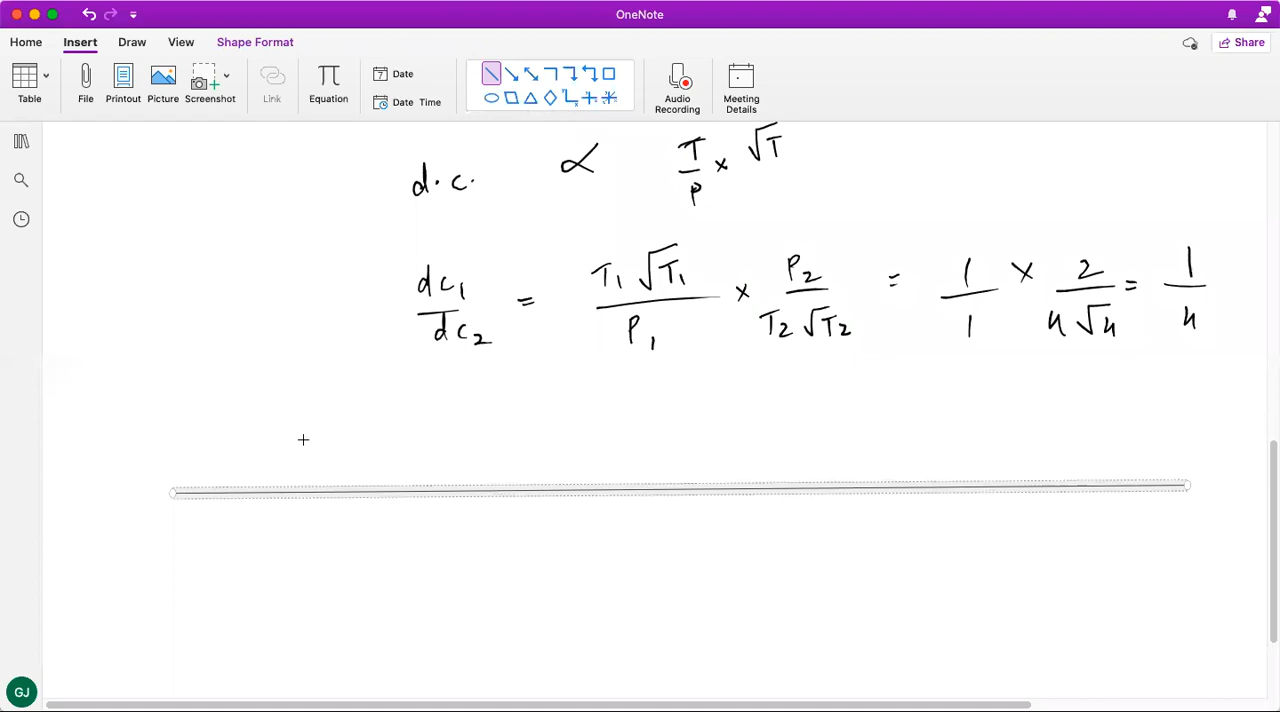 OneNote
Home Insert Draw View Shape Format Share
Table File Printout Picture Screenshot Link Equation Date Date Time Audio Recording Meeting Details
d.c. ∝ T/P × √T
dc₁/dc₂ = T₁√T₁/P₁ × P₂/T₂√T₂ = 1/1 × 2/4√4 = 1/4
GJ